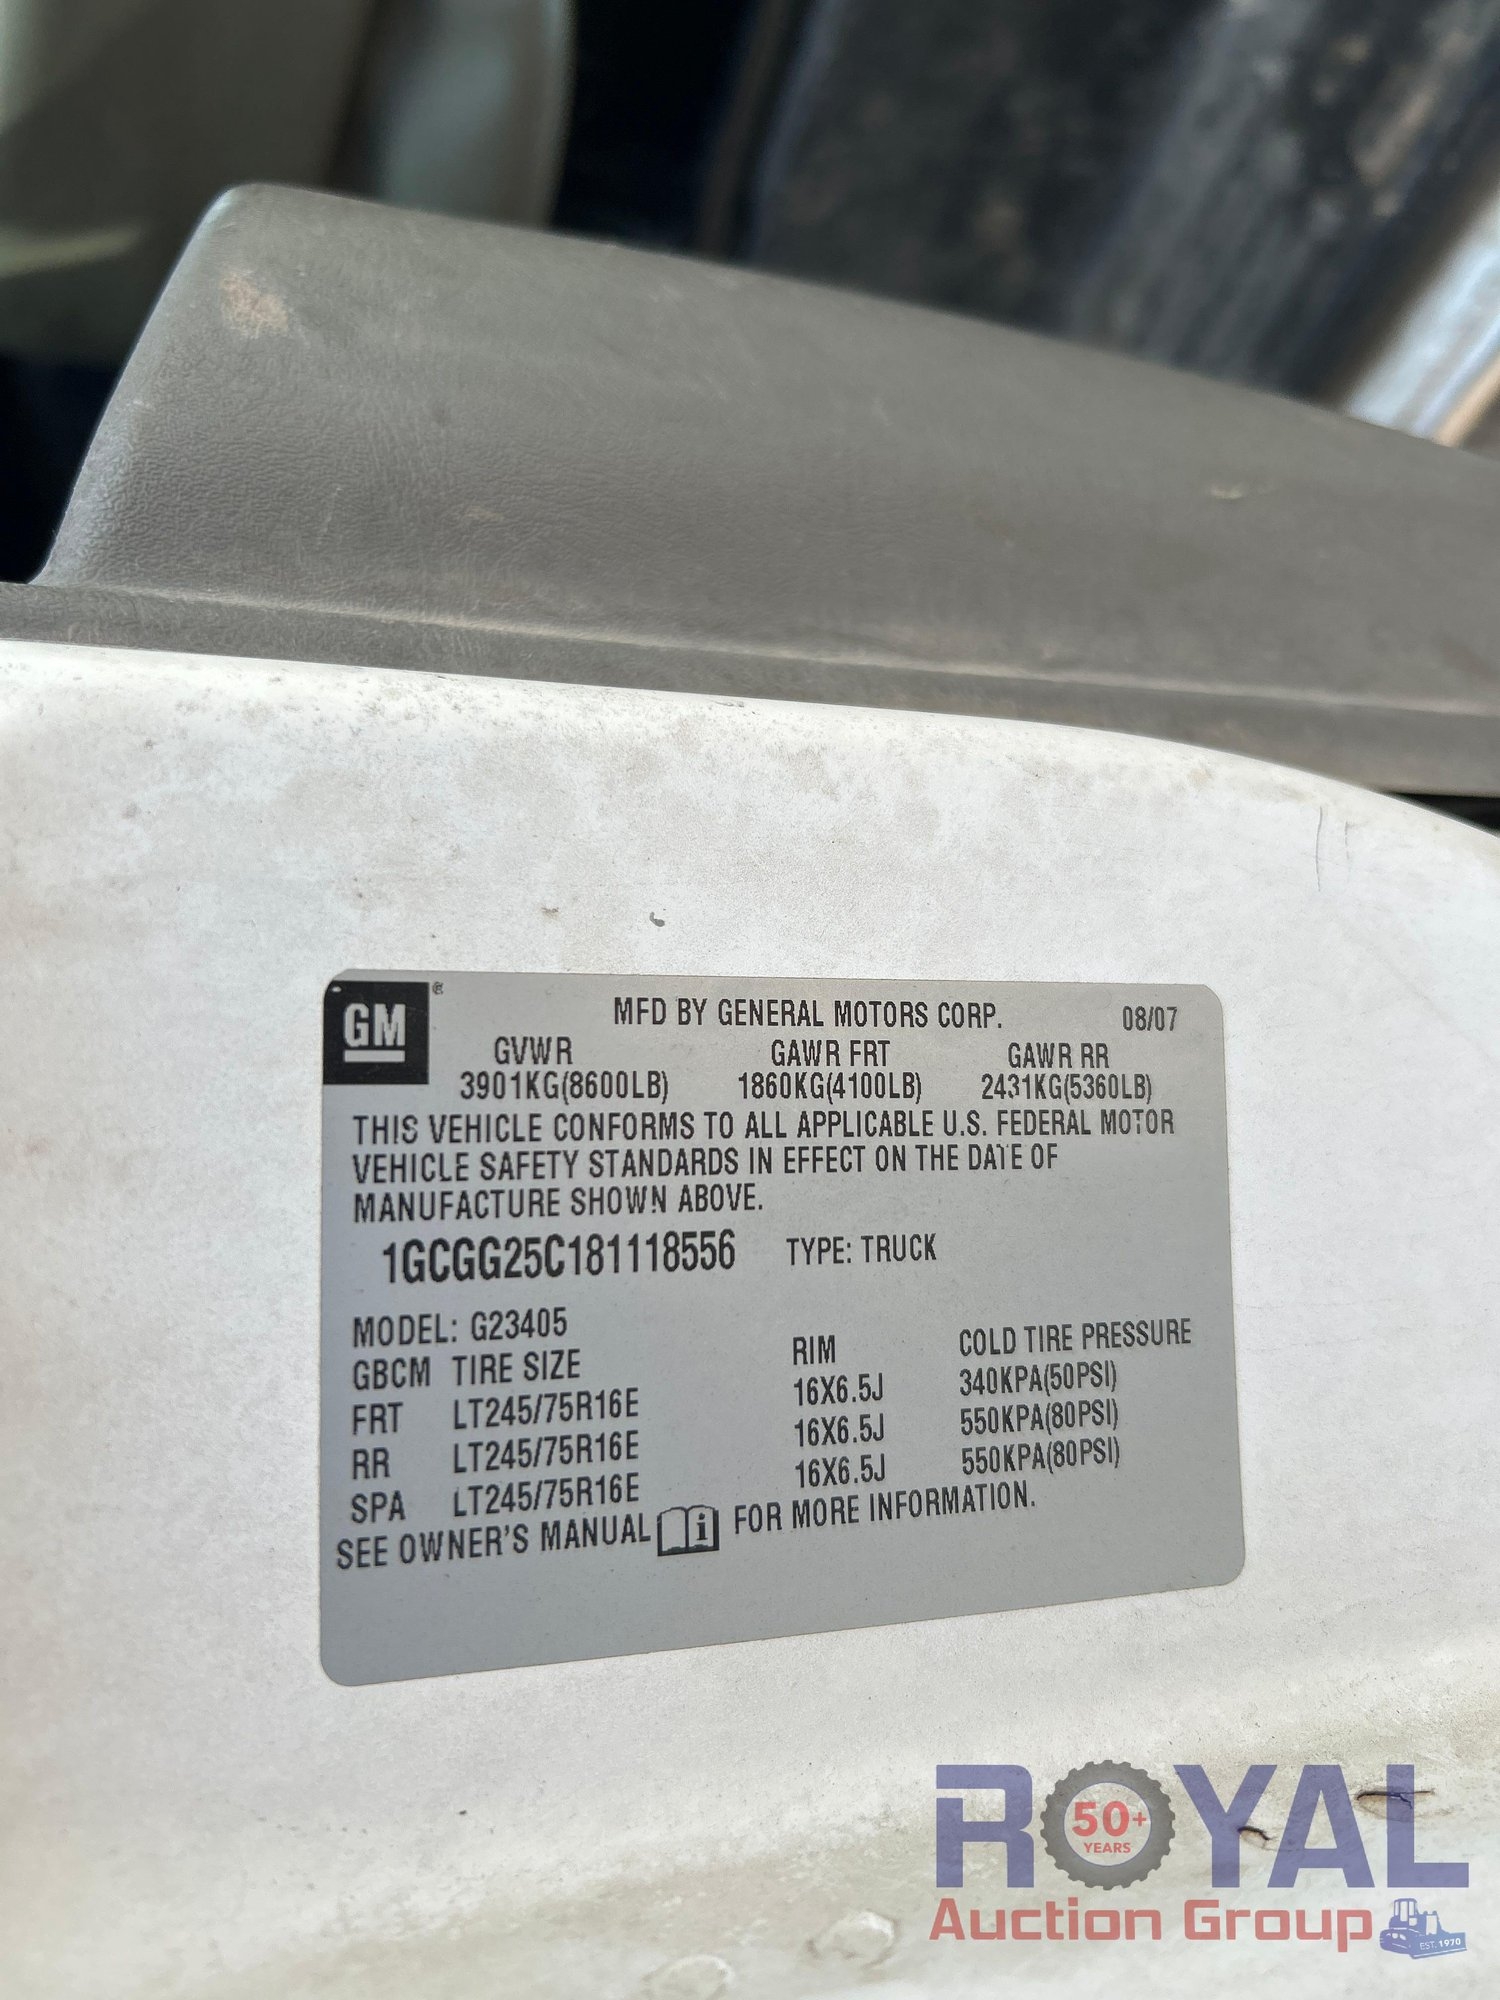 GM ®
MFD BY GENERAL MOTORS CORP. 08/07
GVWR GAWR FRT GAWR RR
3901KG(8600LB) 1860KG(4100LB) 2431KG(5360LB)
THIS VEHICLE CONFORMS TO ALL APPLICABLE U.S. FEDERAL MOTOR
VEHICLE SAFETY STANDARDS IN EFFECT ON THE DATE OF
MANUFACTURE SHOWN ABOVE.
1GCGG25C181118556 TYPE: TRUCK
MODEL: G23405
GBCM TIRE SIZE RIM COLD TIRE PRESSURE
FRT LT245/75R16E 16X6.5J 340KPA(50PSI)
RR LT245/75R16E 16X6.5J 550KPA(80PSI)
SPA LT245/75R16E 16X6.5J 550KPA(80PSI)
SEE OWNER'S MANUAL i FOR MORE INFORMATION.
ROYAL
50+
YEARS
Auction Group
EST. 1970